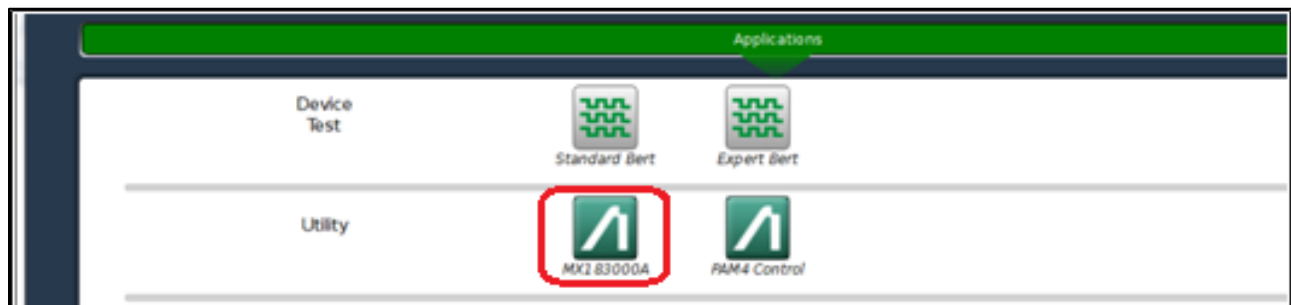 Applications
Device
Test
Standard Bert
Expert Bert
Utility
MX183000A
PAM4 Control